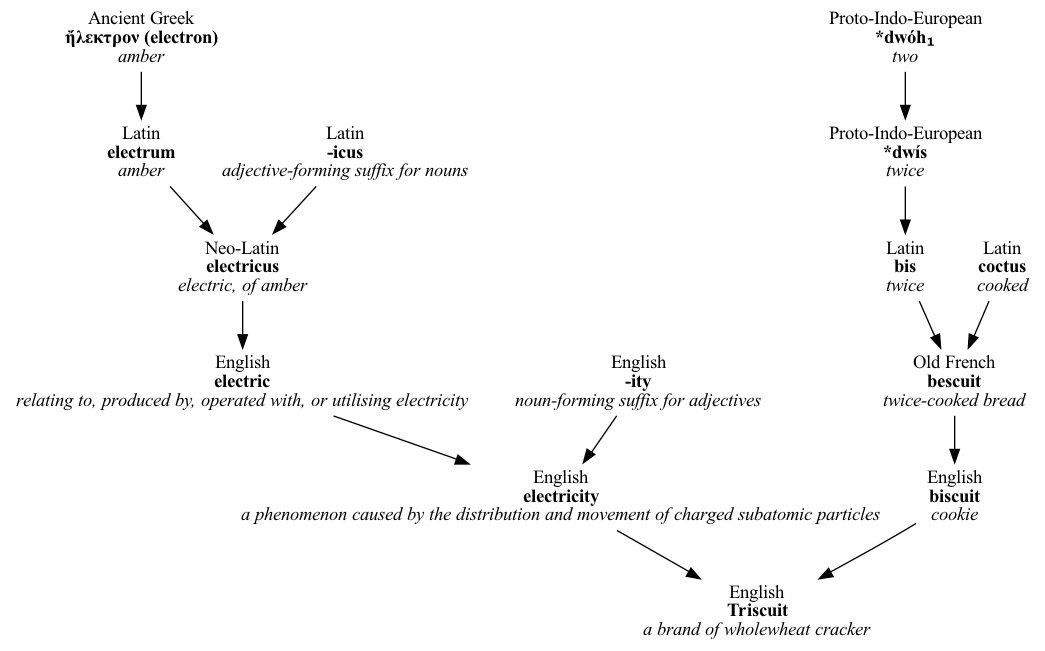 Ancient Greek
ἤλεκτρον (electron)
amber
Proto-Indo-European
*dwóh₁
two
Latin
electrum
amber
Latin
-icus
adjective-forming suffix for nouns
Proto-Indo-European
*dwís
twice
Neo-Latin
electricus
electric, of amber
Latin
bis
twice
Latin
coctus
cooked
English
electric
relating to, produced by, operated with, or utilising electricity
English
-ity
noun-forming suffix for adjectives
Old French
bescuit
twice-cooked bread
English
electricity
a phenomenon caused by the distribution and movement of charged subatomic particles
English
biscuit
cookie
English
Triscuit
a brand of wholewheat cracker